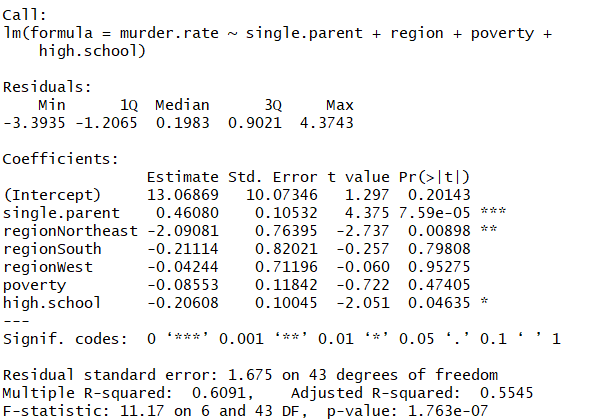 Call:
lm(formula = murder.rate ~ single.parent + region + poverty +
    high.school)

Residuals:
    Min      1Q  Median      3Q     Max
-3.3935 -1.2065  0.1983  0.9021  4.3743

Coefficients:
                Estimate Std. Error t value Pr(>|t|)
(Intercept)     13.06869   10.07346   1.297  0.20143
single.parent    0.46080    0.10532   4.375 7.59e-05 ***
regionNortheast -2.09081    0.76395  -2.737  0.00898 **
regionSouth     -0.21114    0.82021  -0.257  0.79808
regionWest      -0.04244    0.71196  -0.060  0.95275
poverty         -0.08553    0.11842  -0.722  0.47405
high.school     -0.20608    0.10045  -2.051  0.04635 *
---
Signif. codes:  0 ‘***’ 0.001 ‘**’ 0.01 ‘*’ 0.05 ‘.’ 0.1 ‘ ’ 1

Residual standard error: 1.675 on 43 degrees of freedom
Multiple R-squared:  0.6091,    Adjusted R-squared:  0.5545
F-statistic: 11.17 on 6 and 43 DF,  p-value: 1.763e-07